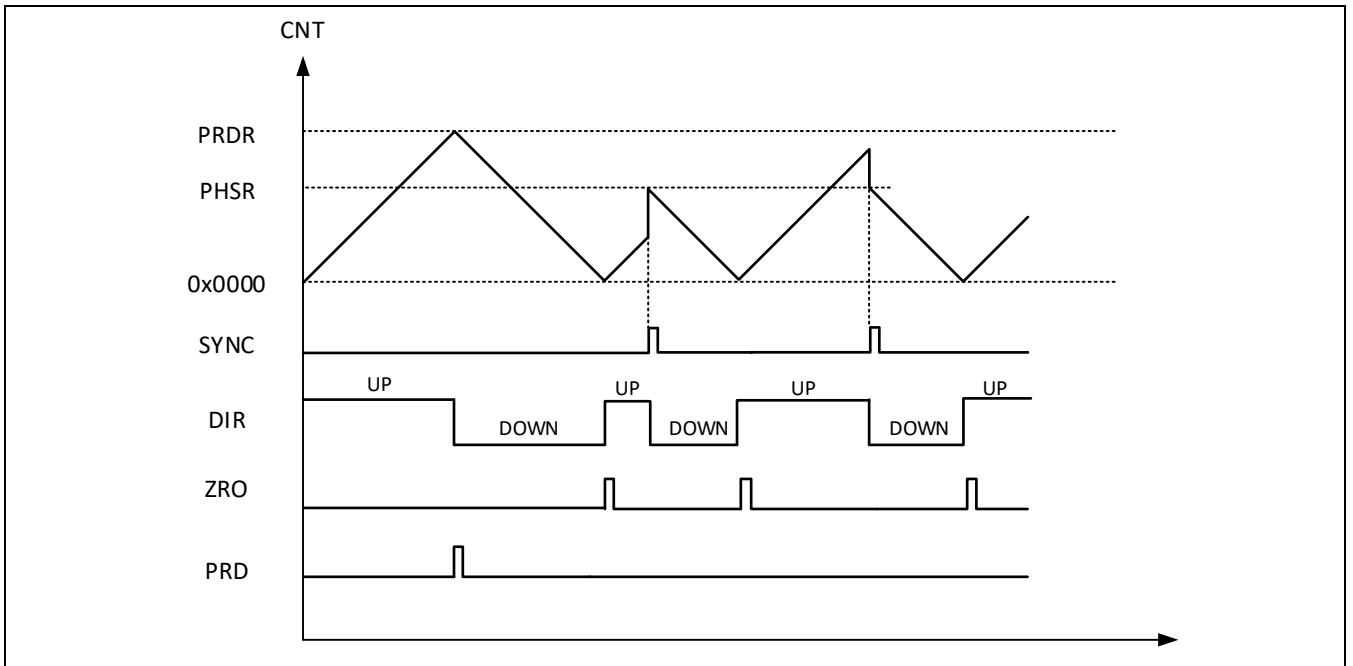 CNT
PRDR
PHSR
0x0000
SYNC
UP UP UP UP
DIR
DOWN DOWN DOWN
ZRO
PRD